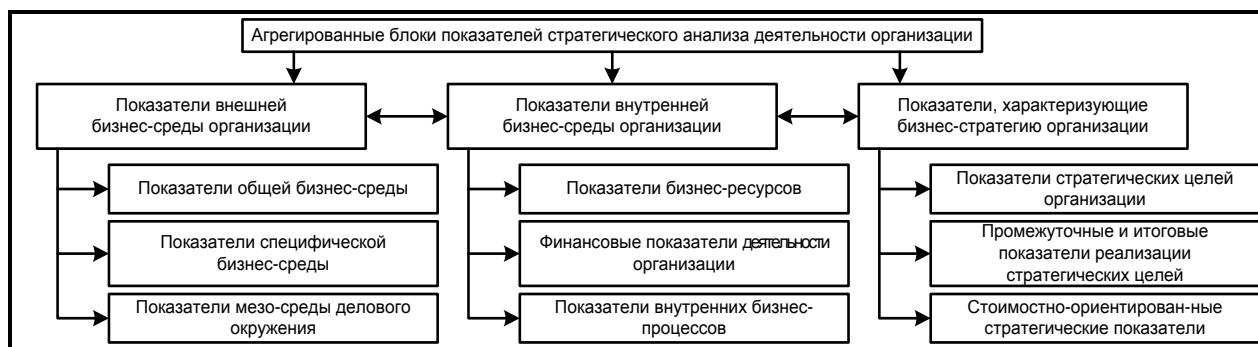 Агрегированные блоки показателей стратегического анализа деятельности организации
Показатели внешней
бизнес-среды организации
Показатели внутренней
бизнес-среды организации
Показатели, характеризующие
бизнес-стратегию организации
Показатели общей бизнес-среды
Показатели специфической
бизнес-среды
Показатели мезо-среды делового
окружения
Показатели бизнес-ресурсов
Финансовые показатели деятельности
организации
Показатели внутренних бизнес-
процессов
Показатели стратегических целей
организации
Промежуточные и итоговые
показатели реализации
стратегических целей
Стоимостно-ориентирован-ные
стратегические показатели